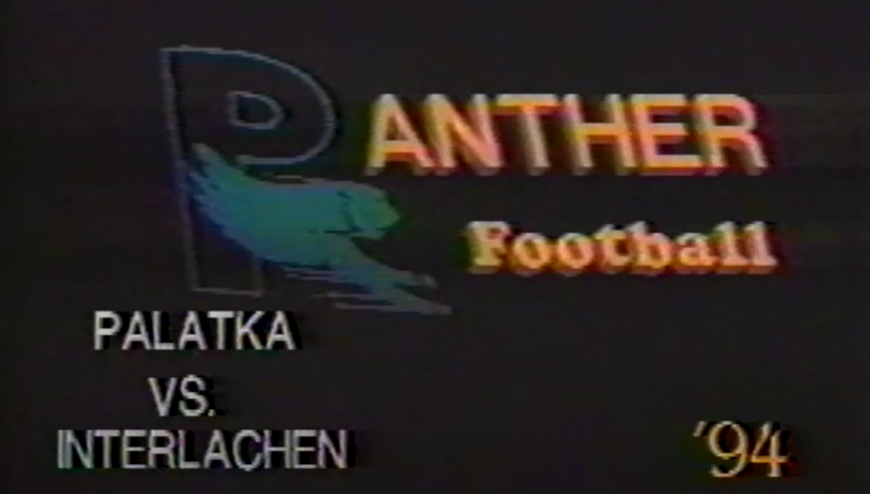 PANTHER
Football
PALATKA
VS.
INTERLACHEN
'94